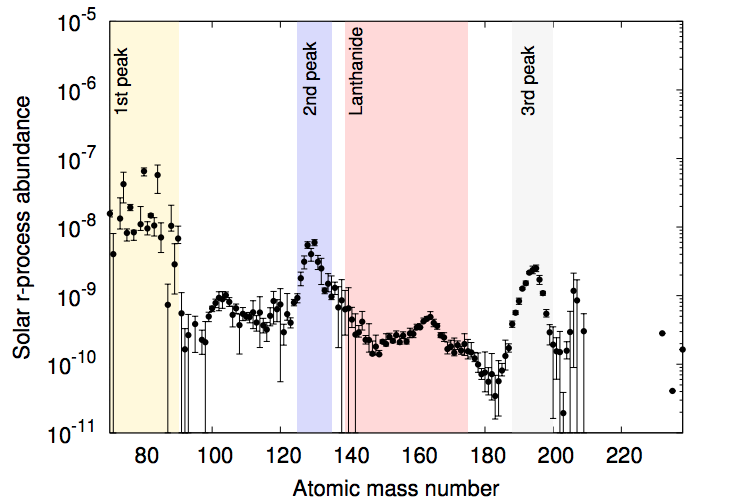 10^-5
10^-6
10^-7
10^-8
10^-9
10^-10
10^-11
Solar r-process abundance
1st peak
2nd peak
Lanthanide
3rd peak
80 100 120 140 160 180 200 220
Atomic mass number